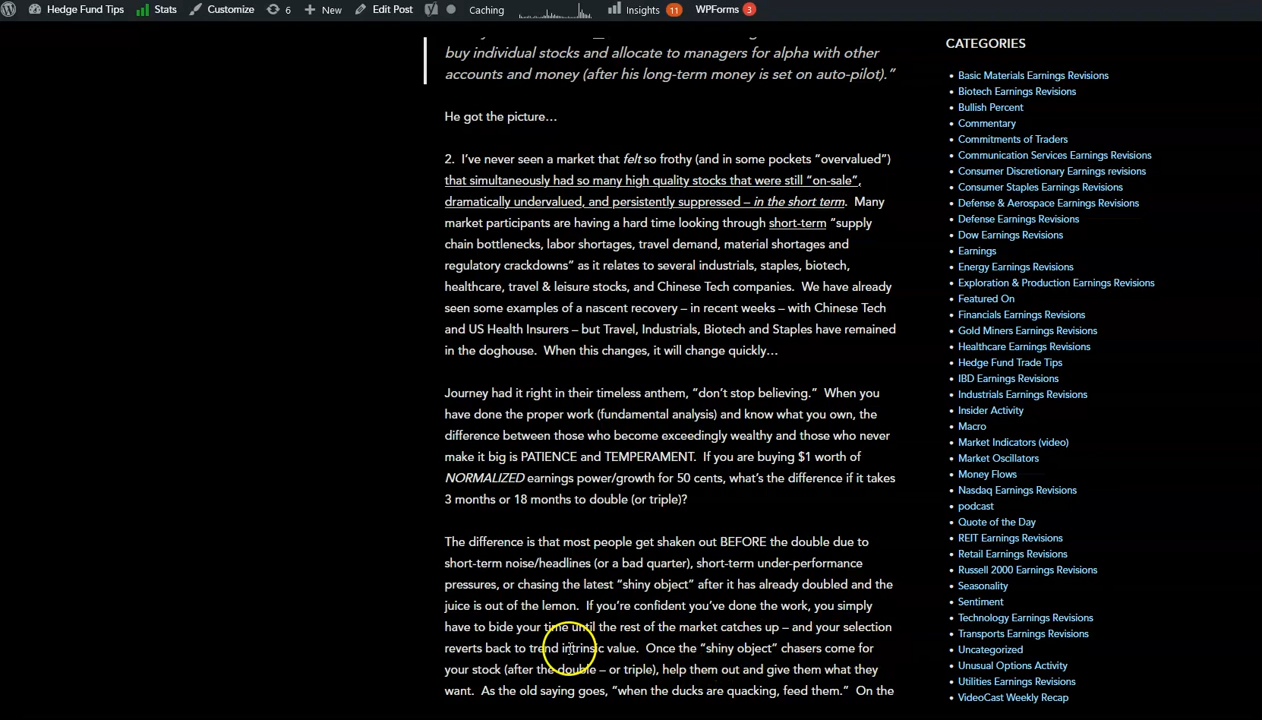 Hedge Fund Tips Stats Customize 6 New Edit Post Caching Insights 11 WPForms 3
buy individual stocks and allocate to managers for alpha with other
accounts and money (after his long-term money is set on auto-pilot).”
He got the picture…
2. I’ve never seen a market that felt so frothy (and in some pockets “overvalued”)
that simultaneously had so many high quality stocks that were still “on-sale”,
dramatically undervalued, and persistently suppressed – in the short term. Many
market participants are having a hard time looking through short-term “supply
chain bottlenecks, labor shortages, travel demand, material shortages and
regulatory crackdowns” as it relates to several industrials, staples, biotech,
healthcare, travel & leisure stocks, and Chinese Tech companies. We have already
seen some examples of a nascent recovery – in recent weeks – with Chinese Tech
and US Health Insurers – but Travel, Industrials, Biotech and Staples have remained
in the doghouse. When this changes, it will change quickly…
Journey had it right in their timeless anthem, “don’t stop believing.” When you
have done the proper work (fundamental analysis) and know what you own, the
difference between those who become exceedingly wealthy and those who never
make it big is PATIENCE and TEMPERAMENT. If you are buying $1 worth of
NORMALIZED earnings power/growth for 50 cents, what’s the difference if it takes
3 months or 18 months to double (or triple)?
The difference is that most people get shaken out BEFORE the double due to
short-term noise/headlines (or a bad quarter), short-term under-performance
pressures, or chasing the latest “shiny object” after it has already doubled and the
juice is out of the lemon. If you’re confident you’ve done the work, you simply
have to bide your time until the rest of the market catches up – and your selection
reverts back to trend intrinsic value. Once the “shiny object” chasers come for
your stock (after the double – or triple), help them out and give them what they
want. As the old saying goes, “when the ducks are quacking, feed them.” On the
CATEGORIES
Basic Materials Earnings Revisions
Biotech Earnings Revisions
Bullish Percent
Commentary
Commitments of Traders
Communication Services Earnings Revisions
Consumer Discretionary Earnings revisions
Consumer Staples Earnings Revisions
Defense & Aerospace Earnings Revisions
Defense Earnings Revisions
Dow Earnings Revisions
Earnings
Energy Earnings Revisions
Exploration & Production Earnings Revisions
Featured On
Financials Earnings Revisions
Gold Miners Earnings Revisions
Healthcare Earnings Revisions
Hedge Fund Trade Tips
IBD Earnings Revisions
Industrials Earnings Revisions
Insider Activity
Macro
Market Indicators (video)
Market Oscillators
Money Flows
Nasdaq Earnings Revisions
podcast
Quote of the Day
REIT Earnings Revisions
Retail Earnings Revisions
Russell 2000 Earnings Revisions
Seasonality
Sentiment
Technology Earnings Revisions
Transports Earnings Revisions
Uncategorized
Unusual Options Activity
Utilities Earnings Revisions
VideoCast Weekly Recap